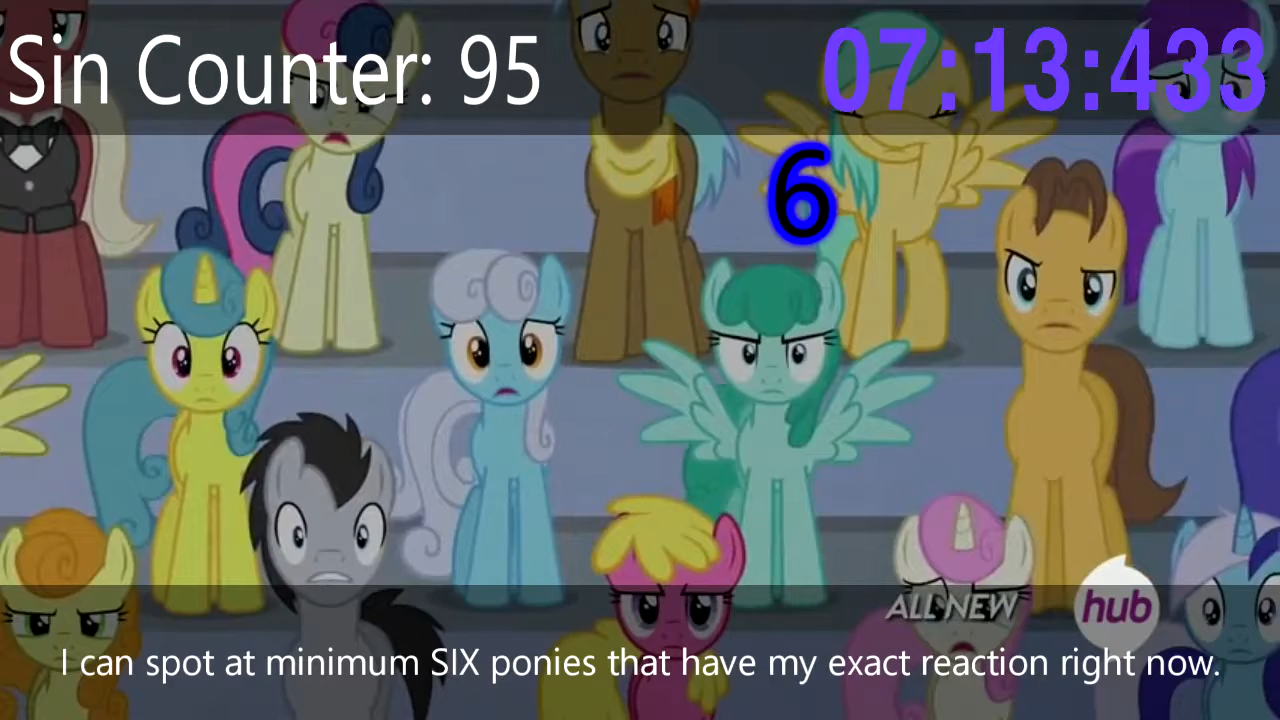 Sin Counter: 95
07:13:433
6
ALL NEW
hub
I can spot at minimum SIX ponies that have my exact reaction right now.